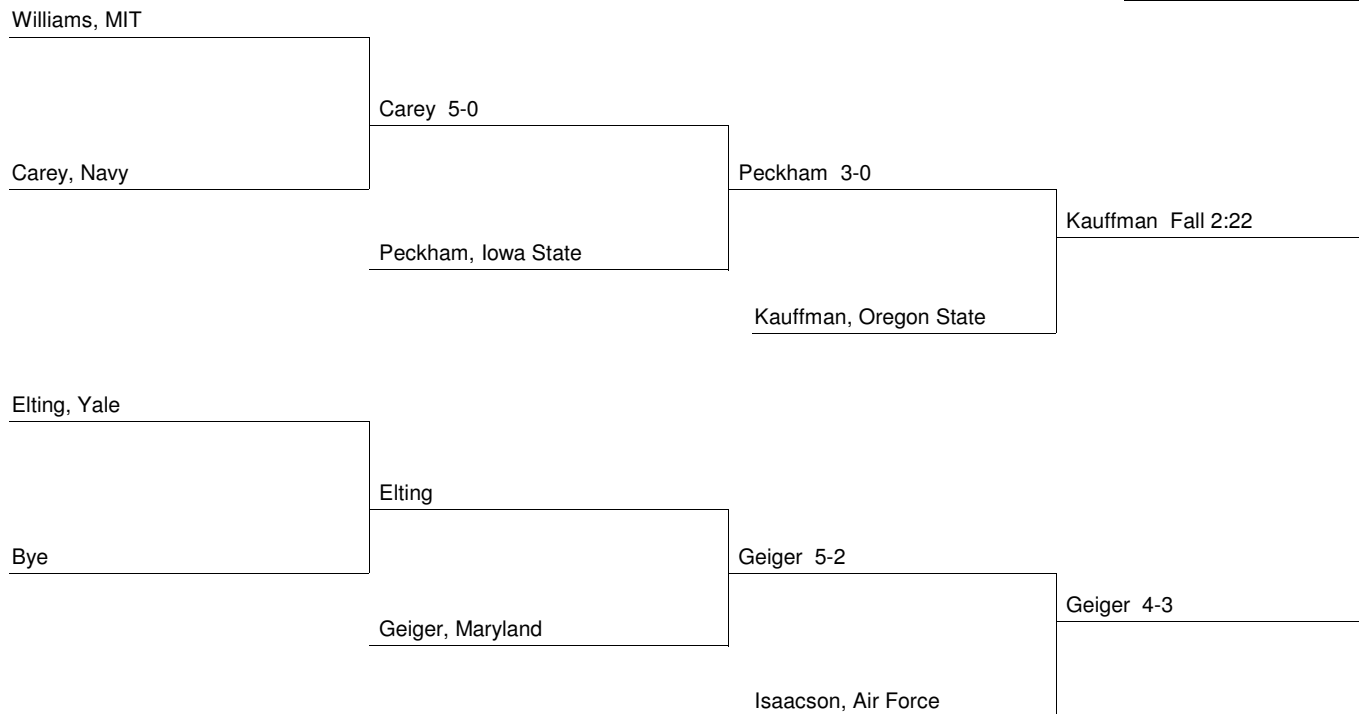 Williams, MIT
Carey 5-0
Carey, Navy
Peckham 3-0
Kauffman Fall 2:22
Peckham, Iowa State
Kauffman, Oregon State
Elting, Yale
Elting
Bye
Geiger 5-2
Geiger 4-3
Geiger, Maryland
Isaacson, Air Force